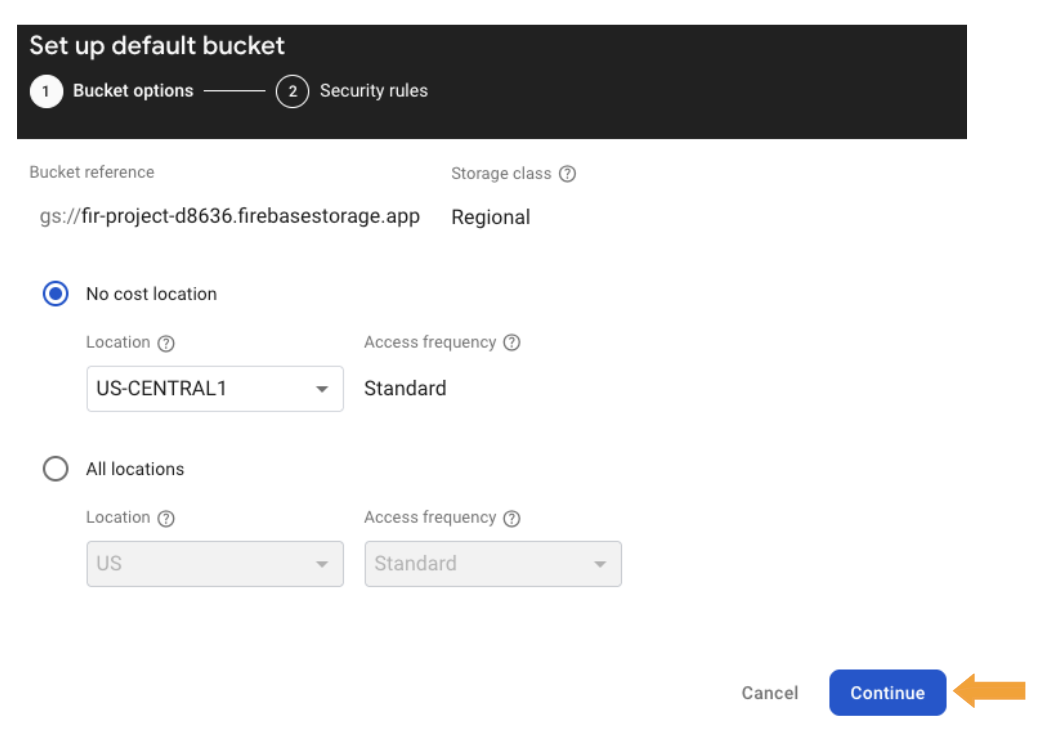 Set up default bucket
1 Bucket options 2 Security rules
Bucket reference
Storage class ?
gs://fir-project-d8636.firebasestorage.app
Regional
No cost location
Location ?
Access frequency ?
US-CENTRAL1
Standard
All locations
Location ?
Access frequency ?
US
Standard
Cancel
Continue